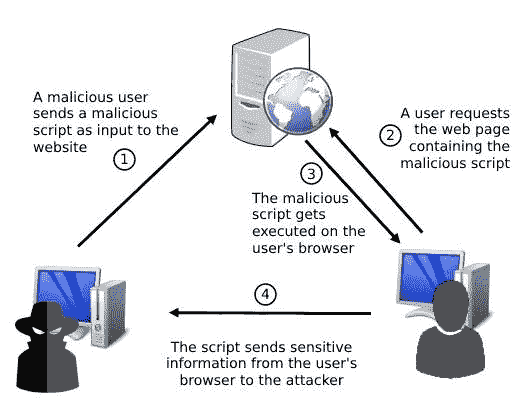 A malicious user
sends a malicious
script as input to the
website
1
A user requests
the web page
containing the
malicious script
2
3
The malicious
script gets
executed on the
user's browser
4
The script sends sensitive
information from the user's
browser to the attacker